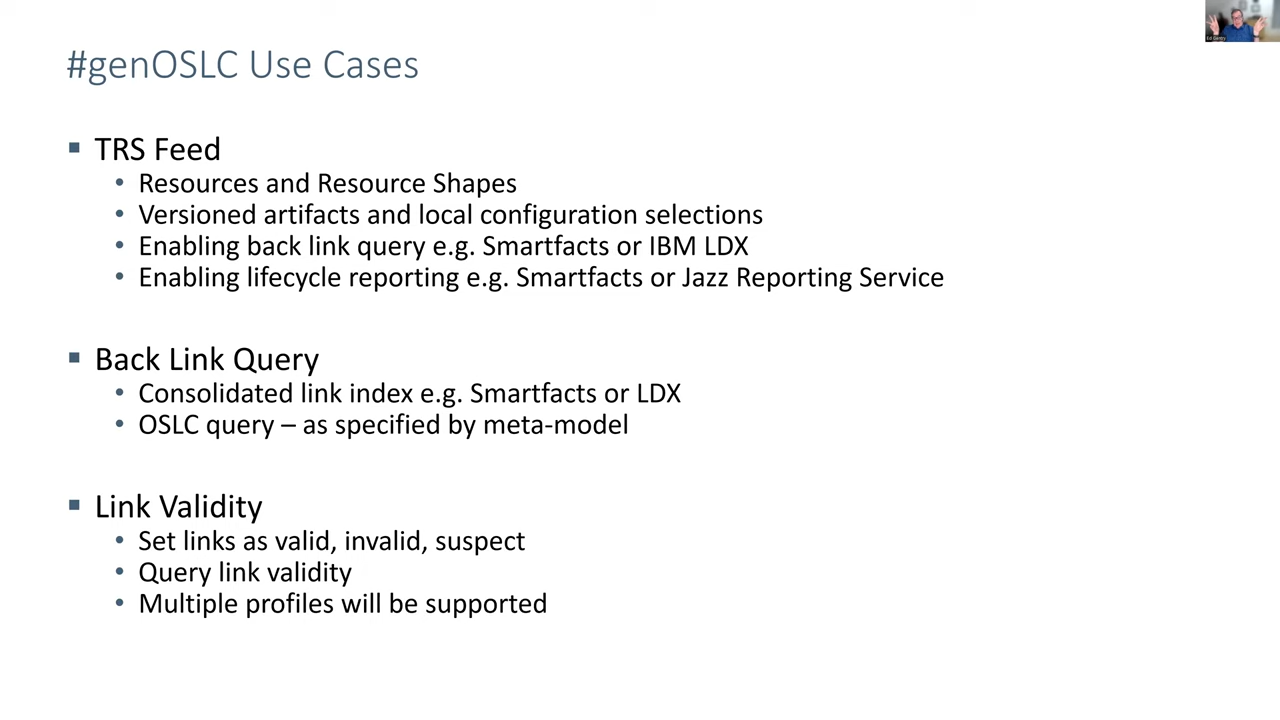 #genOSLC Use Cases
Ed Gentry
▪ TRS Feed
• Resources and Resource Shapes
• Versioned artifacts and local configuration selections
• Enabling back link query e.g. Smartfacts or IBM LDX
• Enabling lifecycle reporting e.g. Smartfacts or Jazz Reporting Service
▪ Back Link Query
• Consolidated link index e.g. Smartfacts or LDX
• OSLC query – as specified by meta-model
▪ Link Validity
• Set links as valid, invalid, suspect
• Query link validity
• Multiple profiles will be supported